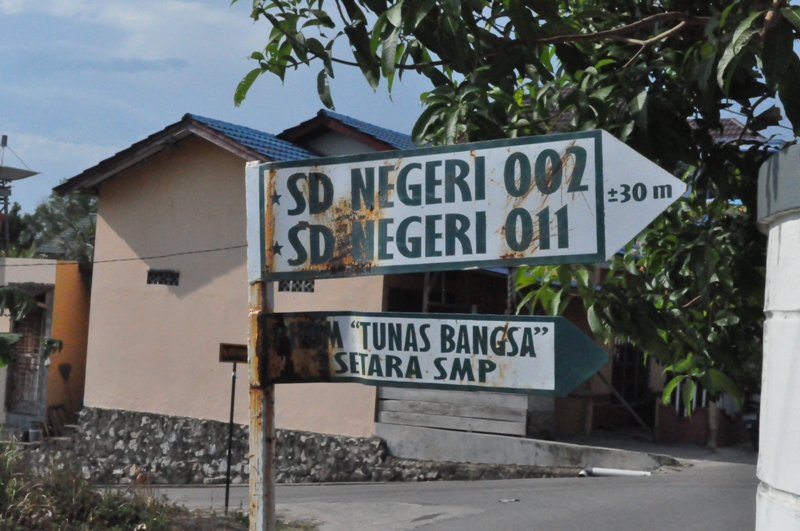 SD NEGERI 002
SD NEGERI 011
±30 m
"TUNAS BANGSA"
SETARA SMP